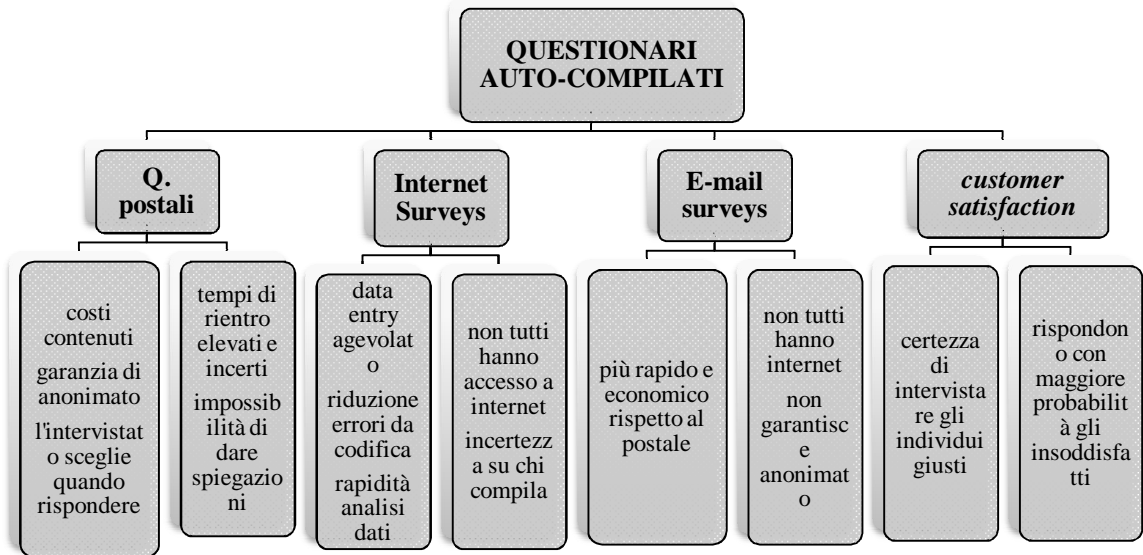 QUESTIONARI
AUTO-COMPILATI
Q.
postali
Internet
Surveys
E-mail
surveys
customer
satisfaction
costi
contenuti
garanzia di
anonimato
l'intervistat
o sceglie
quando
rispondere
tempi di
rientro
elevati e
incerti
impossib
ilità di
dare
spiegazio
ni
data
entry
agevolat
o
riduzione
errori da
codifica
rapidità
analisi
dati
non tutti
hanno
accesso a
internet
incertezz
a su chi
compila
più rapido e
economico
rispetto al
postale
non tutti
hanno
internet
non
garantisc
e
anonimat
o
certezza
di
intervista
re gli
individui
giusti
rispondon
o con
maggiore
probabilit
à gli
insoddisfa
tti